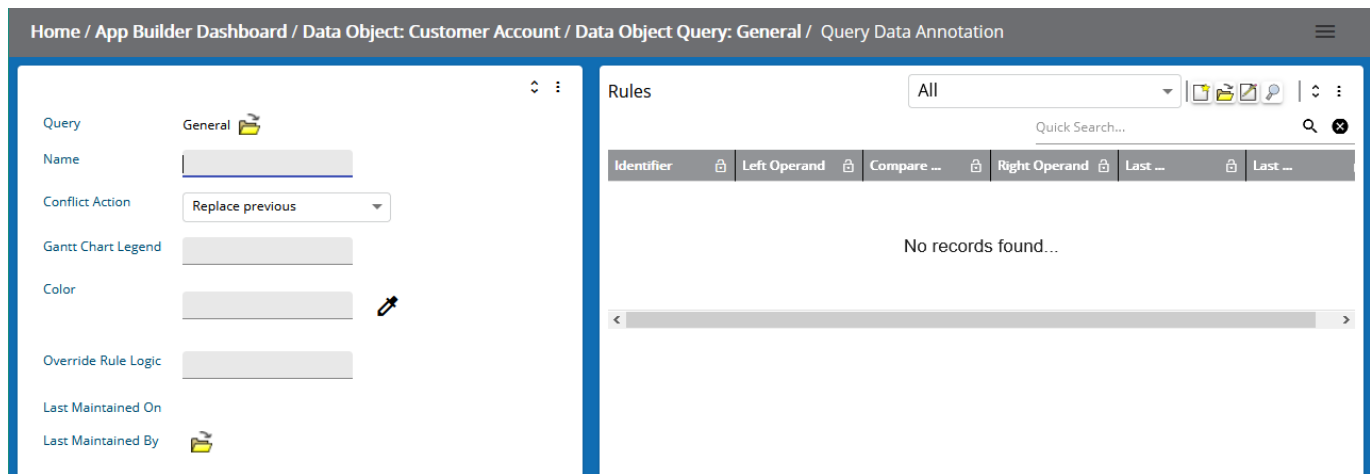 Home / App Builder Dashboard / Data Object: Customer Account / Data Object Query: General / Query Data Annotation
Query General
Name
Conflict Action Replace previous
Gantt Chart Legend
Color
Override Rule Logic
Last Maintained On
Last Maintained By
Rules All
Quick Search...
Identifier Left Operand Compare ... Right Operand Last ... Last ...
No records found...